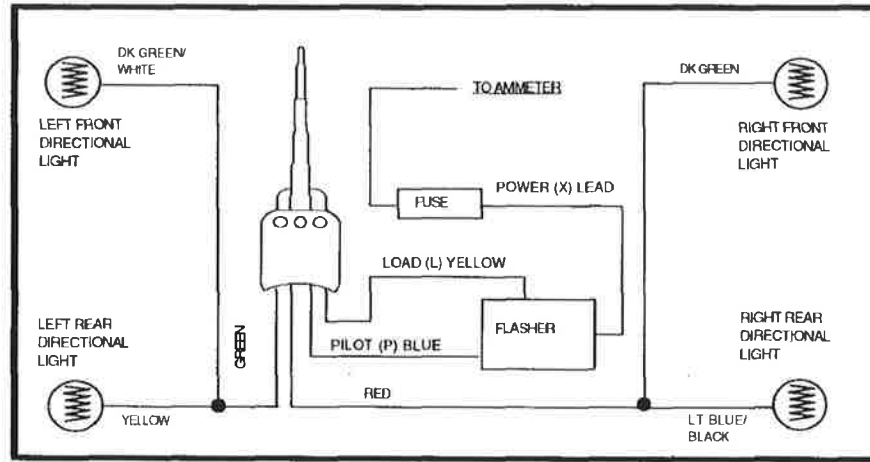 DK GREEN/
WHITE
LEFT FRONT
DIRECTIONAL
LIGHT
TO AMMETER
DK GREEN
RIGHT FRONT
DIRECTIONAL
LIGHT
FUSE
POWER (X) LEAD
LOAD (L) YELLOW
FLASHER
PILOT (P) BLUE
LEFT REAR
DIRECTIONAL
LIGHT
GREEN
RIGHT REAR
DIRECTIONAL
LIGHT
YELLOW
RED
LT BLUE/
BLACK